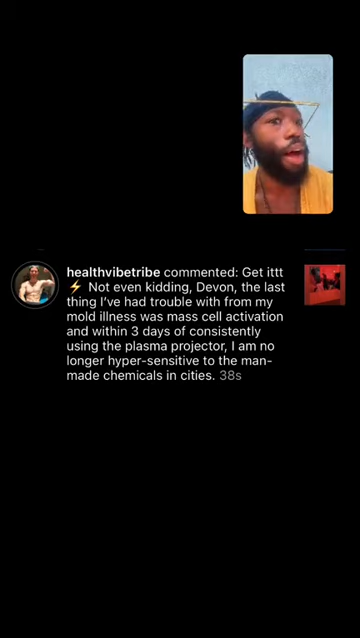 healthvibetribe commented: Get ittt
⚡ Not even kidding, Devon, the last
thing I've had trouble with from my
mold illness was mass cell activation
and within 3 days of consistently
using the plasma projector, I am no
longer hyper-sensitive to the man-
made chemicals in cities. 38s